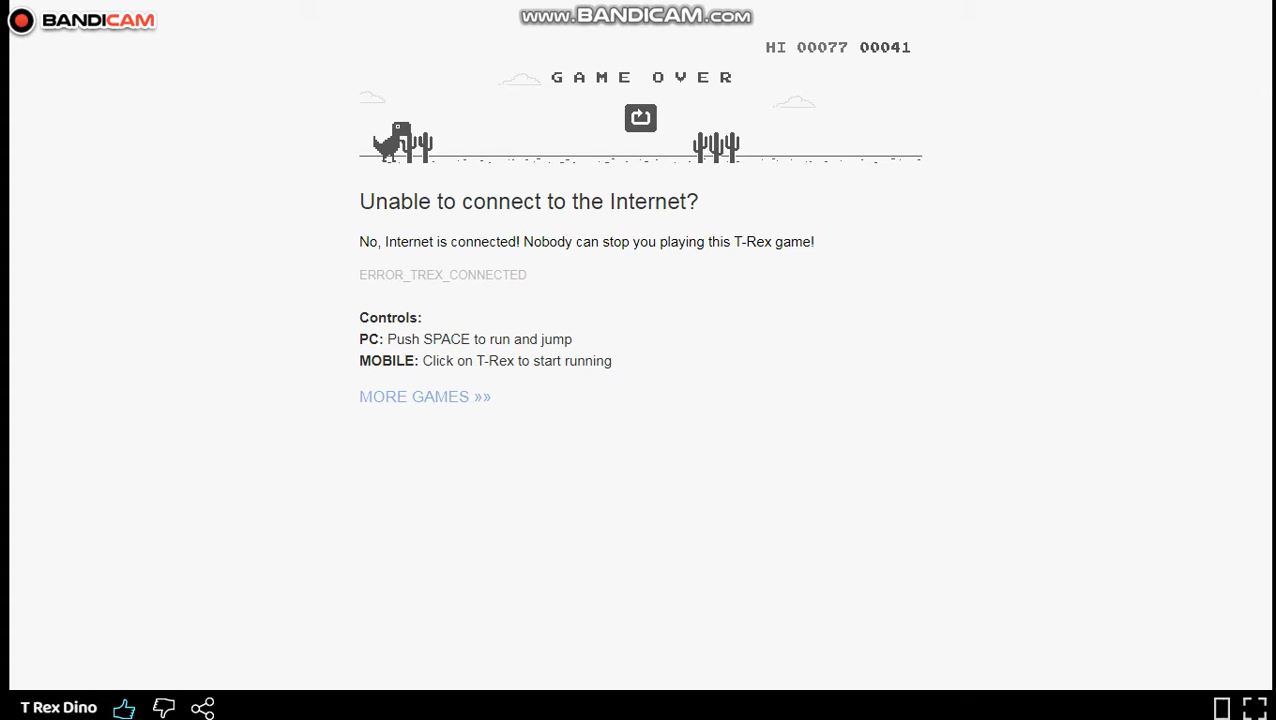 BANDICAM
www.BANDICAM.com
HI 00077 00041
GAME OVER
Unable to connect to the Internet?
No, Internet is connected! Nobody can stop you playing this T-Rex game!
ERROR_TREX_CONNECTED
Controls:
PC: Push SPACE to run and jump
MOBILE: Click on T-Rex to start running
MORE GAMES »»
T Rex Dino